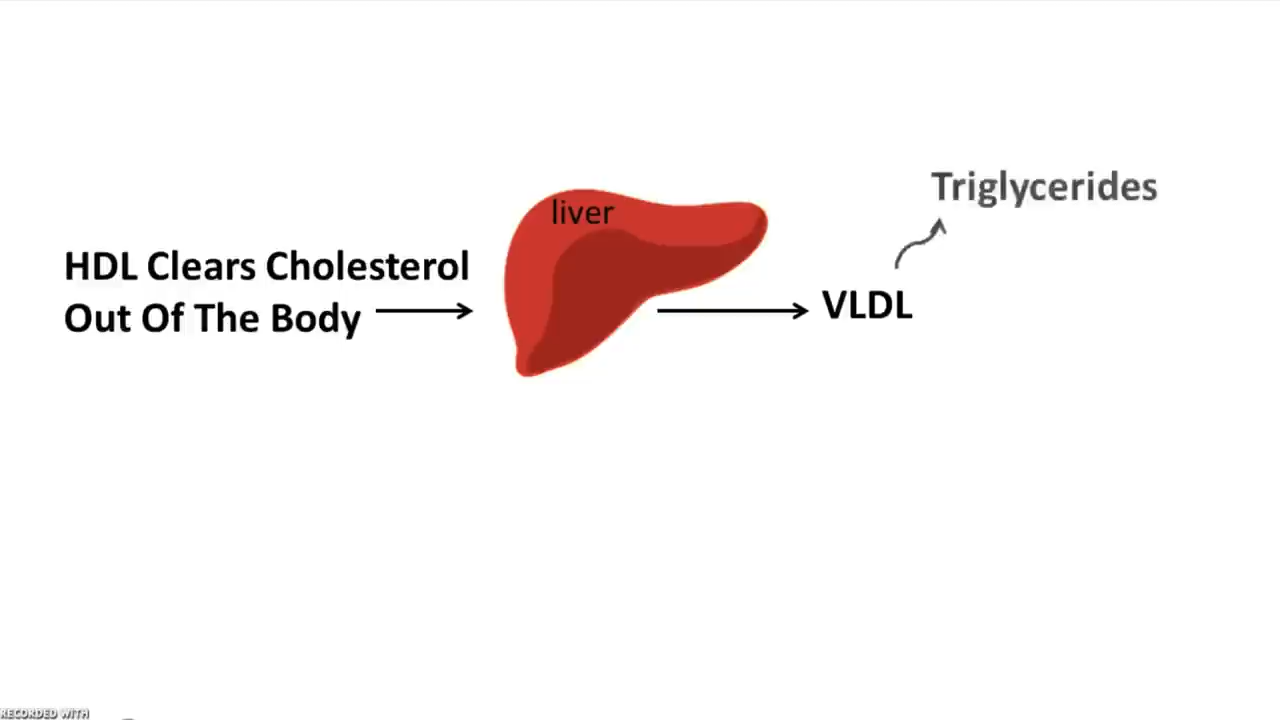 Triglycerides
liver
HDL Clears Cholesterol
Out Of The Body
VLDL
RECORDED WITH